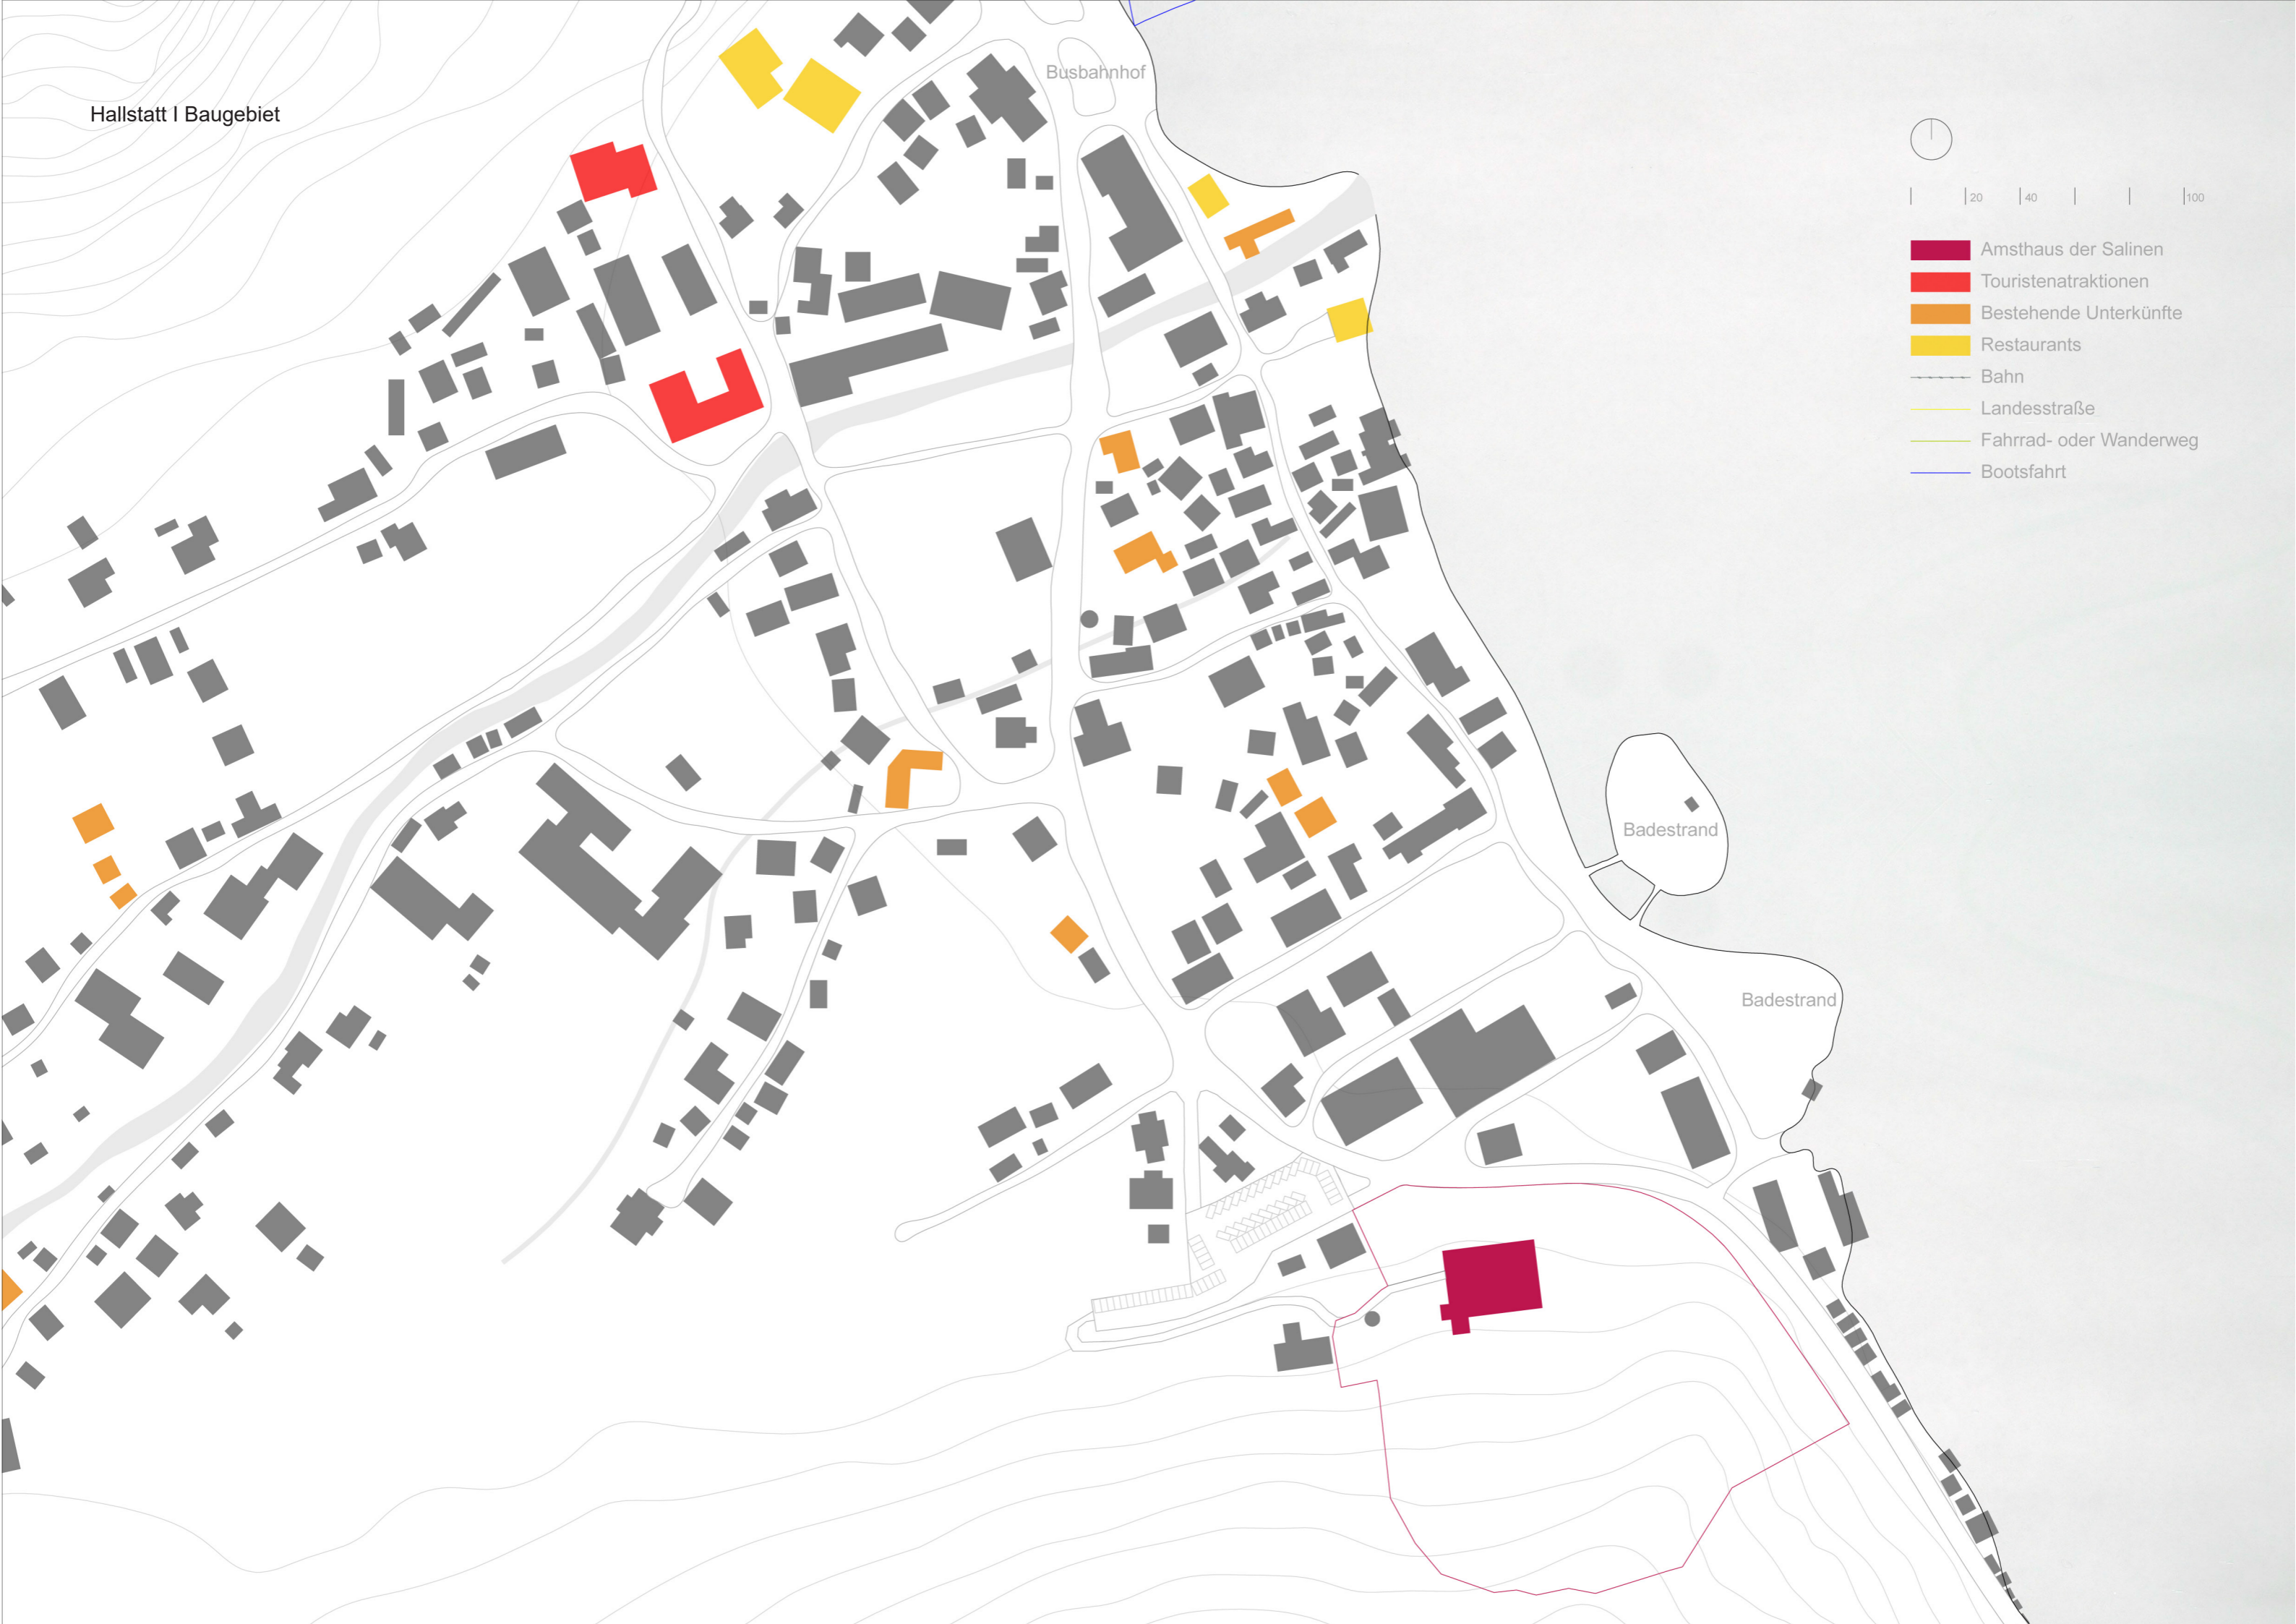 Busbahnhof
Hallstatt I Baugebiet
20 40 100
Amsthaus der Salinen
Touristenatraktionen
Bestehende Unterkünfte
Restaurants
Bahn
Landesstraße
Fahrrad- oder Wanderweg
Bootsfahrt
Badestrand
Badestrand